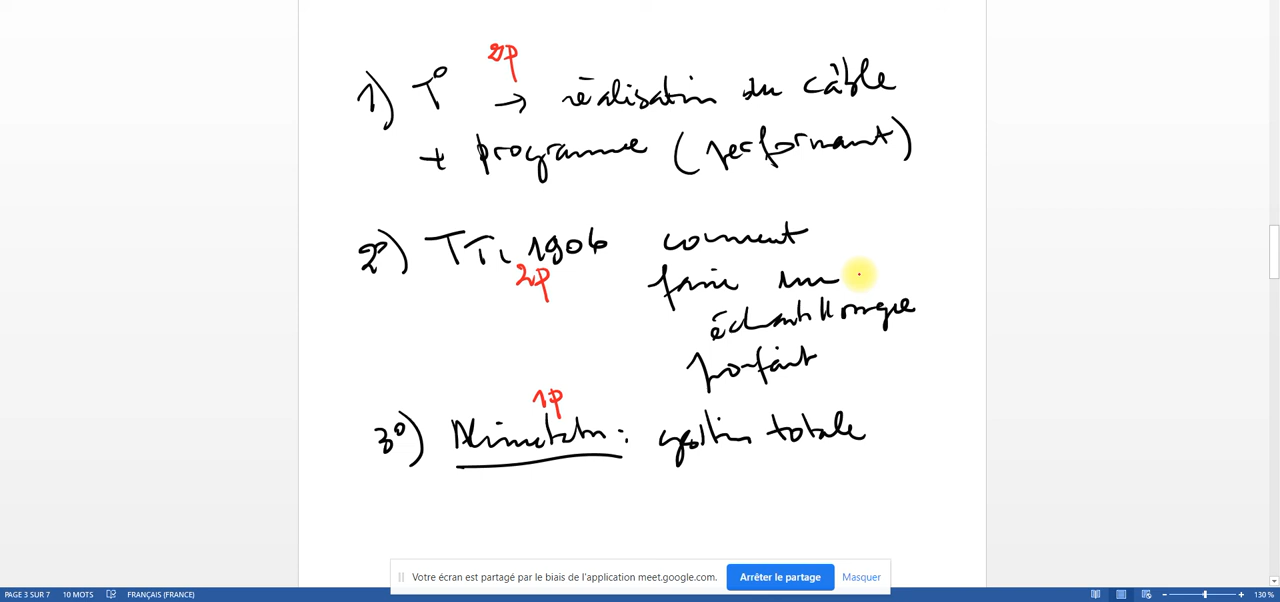 2p
1) T° → réalisation du câble
+ programme (performant)
2°) TTi 1906 comment
2p
faire un
échantillonnage
parfait
1p
3°) Alimentation : gestion totale
Votre écran est partagé par le biais de l'application meet.google.com. Arrêter le partage Masquer
PAGE 3 SUR 7 10 MOTS FRANÇAIS (FRANCE) 130 %